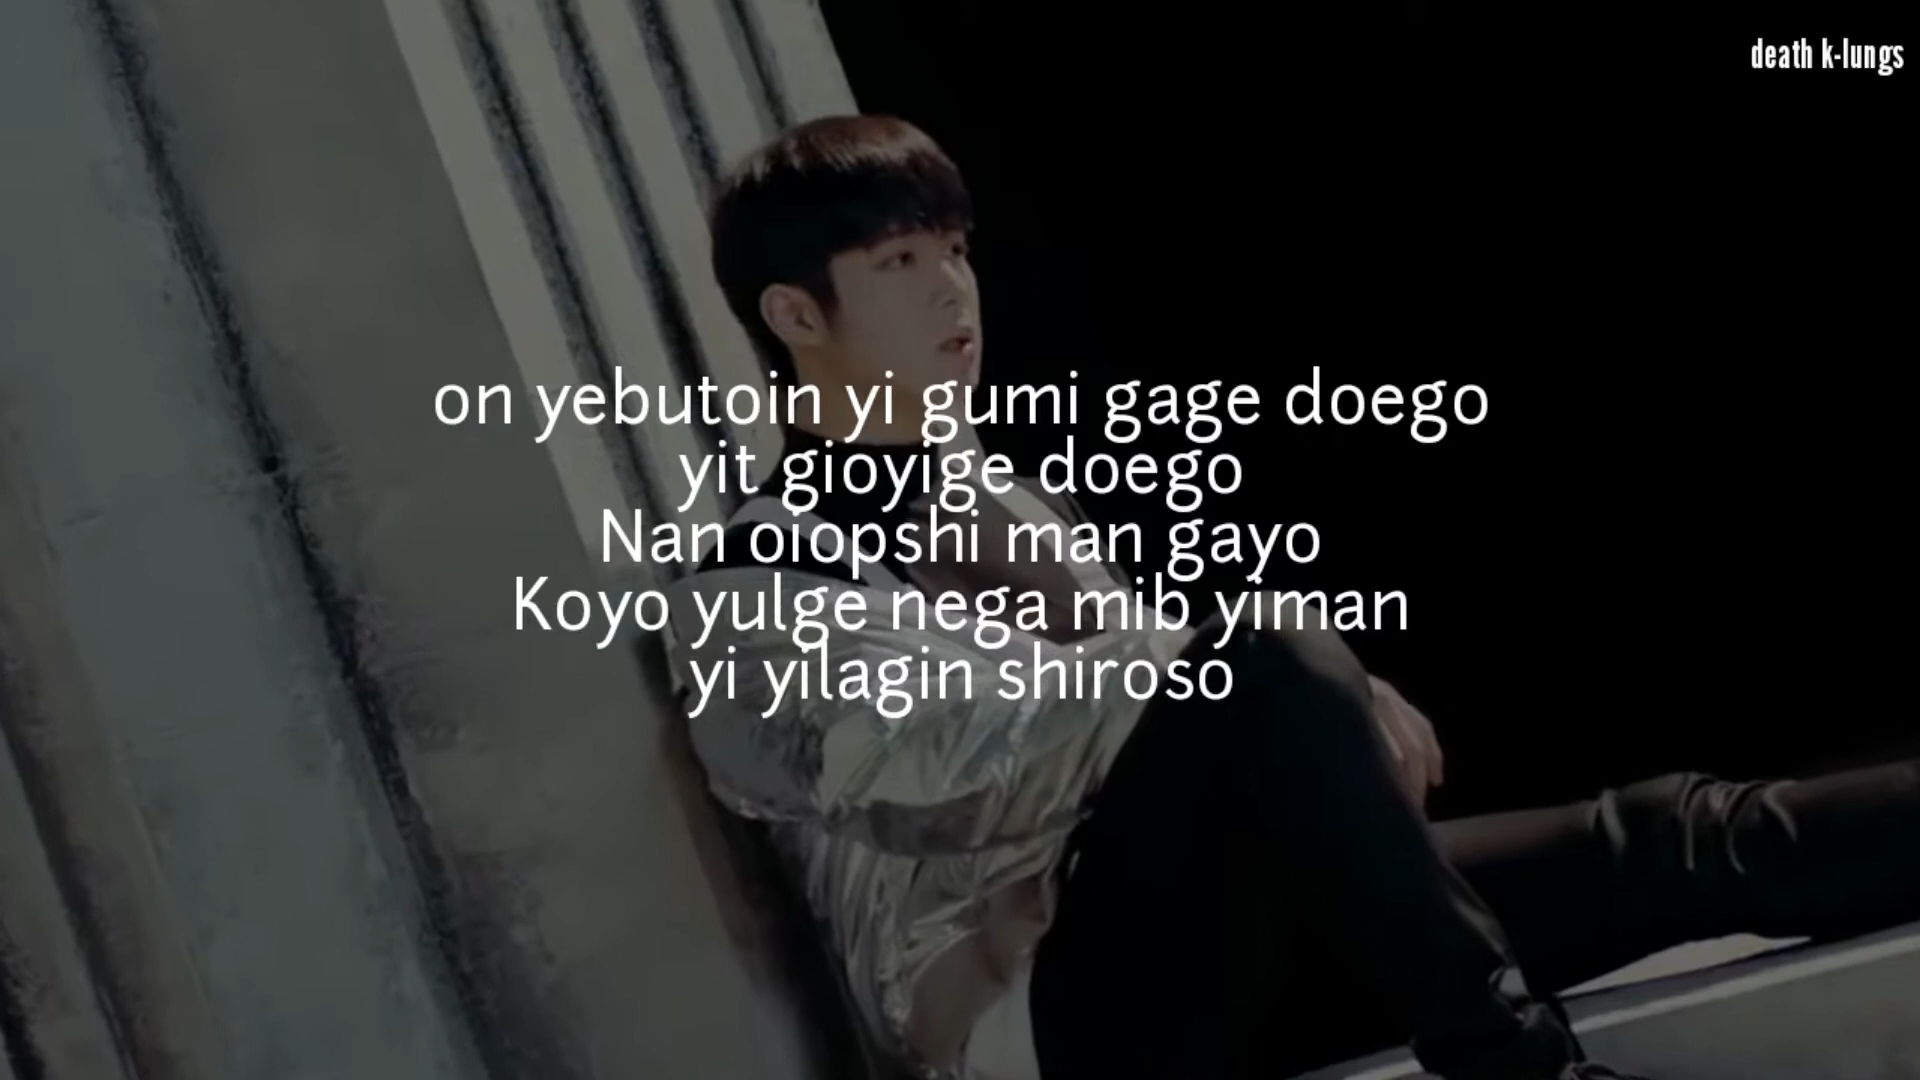 death k-lungs
on yebutoin yi gumi gage doego
yit gioyige doego
Nan oiopshi man gayo
Koyo yulge nega mib yiman
yi yilagin shiroso